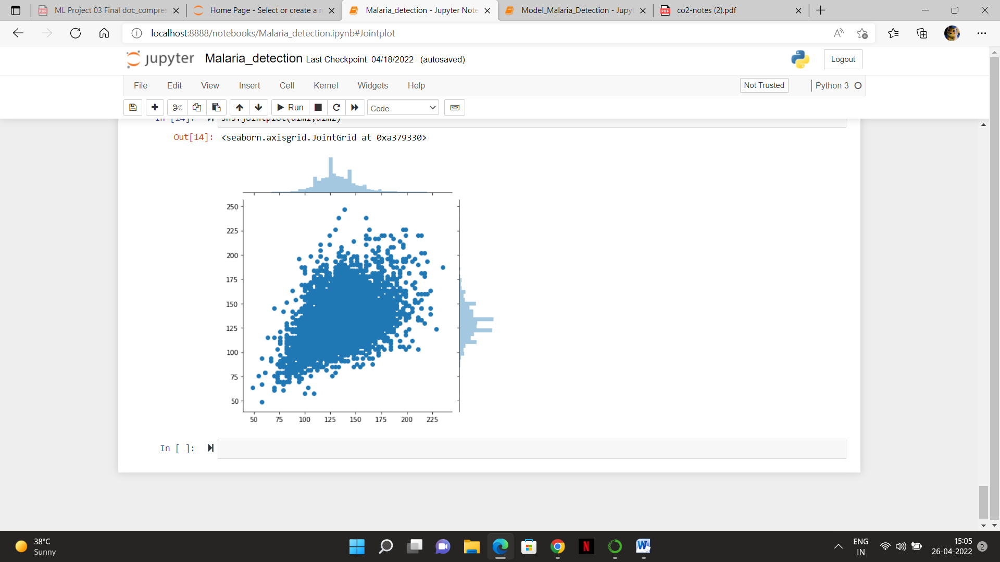 ML Project 03 Final doc_compres
Home Page - Select or create a n
Malaria_detection - Jupyter Note
Model_Malaria_Detection - Jupyt
co2-notes (2).pdf
localhost:8888/notebooks/Malaria_detection.ipynb#Jointplot
jupyter Malaria_detection Last Checkpoint: 04/18/2022 (autosaved)
Logout
File Edit View Insert Cell Kernel Widgets Help
Not Trusted
Python 3
Run
Code
In [14]: sns.jointplot(dim1,dim2)
Out[14]: <seaborn.axisgrid.JointGrid at 0xa379330>
250
225
200
175
150
125
100
75
50
50 75 100 125 150 175 200 225
In [ ]:
38°C
Sunny
ENG
IN
15:05
26-04-2022
2